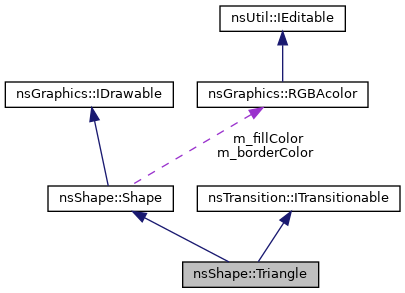 nsUtil::IEditable
nsGraphics::IDrawable
nsGraphics::RGBAcolor
m_fillColor
m_borderColor
nsShape::Shape
nsTransition::ITransitionable
nsShape::Triangle